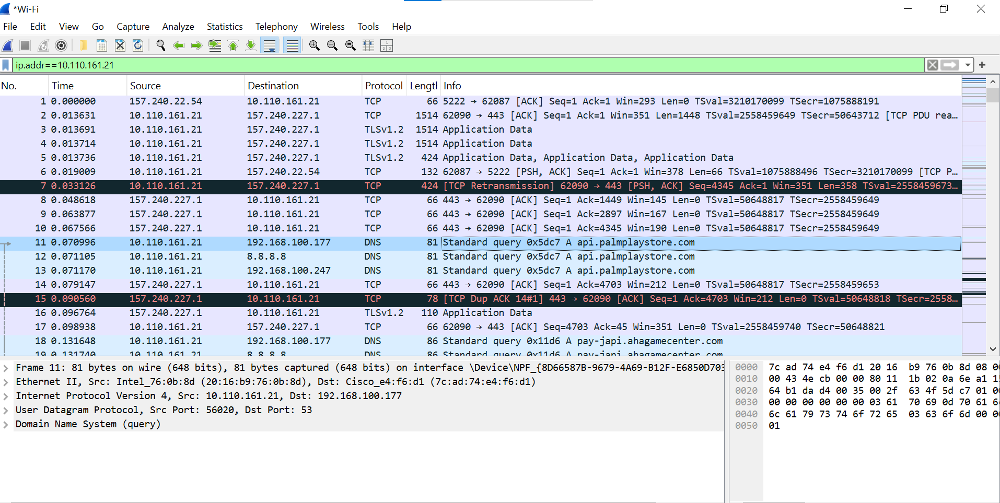 *Wi-Fi
File Edit View Go Capture Analyze Statistics Telephony Wireless Tools Help
ip.addr==10.110.161.21
No. Time Source Destination Protocol Length Info
1 0.000000 157.240.22.54 10.110.161.21 TCP 66 5222 → 62087 [ACK] Seq=1 Ack=1 Win=293 Len=0 TSval=3210170099 TSecr=1075888191
2 0.013631 10.110.161.21 157.240.227.1 TCP 1514 62090 → 443 [ACK] Seq=1 Ack=1 Win=351 Len=1448 TSval=2558459649 TSecr=50643712 [TCP PDU rea…
3 0.013691 10.110.161.21 157.240.227.1 TLSv1.2 1514 Application Data
4 0.013714 10.110.161.21 157.240.227.1 TLSv1.2 1514 Application Data
5 0.013736 10.110.161.21 157.240.227.1 TLSv1.2 424 Application Data, Application Data, Application Data
6 0.019009 10.110.161.21 157.240.22.54 TCP 132 62087 → 5222 [PSH, ACK] Seq=1 Ack=1 Win=378 Len=66 TSval=1075888496 TSecr=3210170099 [TCP P…
7 0.033126 10.110.161.21 157.240.227.1 TCP 424 [TCP Retransmission] 62090 → 443 [PSH, ACK] Seq=4345 Ack=1 Win=351 Len=358 TSval=2558459673…
8 0.048618 157.240.227.1 10.110.161.21 TCP 66 443 → 62090 [ACK] Seq=1 Ack=1449 Win=145 Len=0 TSval=50648817 TSecr=2558459649
9 0.063877 157.240.227.1 10.110.161.21 TCP 66 443 → 62090 [ACK] Seq=1 Ack=2897 Win=167 Len=0 TSval=50648817 TSecr=2558459649
10 0.067566 157.240.227.1 10.110.161.21 TCP 66 443 → 62090 [ACK] Seq=1 Ack=4345 Win=190 Len=0 TSval=50648817 TSecr=2558459649
11 0.070996 10.110.161.21 192.168.100.177 DNS 81 Standard query 0x5dc7 A api.palmplaystore.com
12 0.071105 10.110.161.21 8.8.8.8 DNS 81 Standard query 0x5dc7 A api.palmplaystore.com
13 0.071170 10.110.161.21 192.168.100.247 DNS 81 Standard query 0x5dc7 A api.palmplaystore.com
14 0.079147 157.240.227.1 10.110.161.21 TCP 66 443 → 62090 [ACK] Seq=1 Ack=4703 Win=212 Len=0 TSval=50648817 TSecr=2558459653
15 0.090560 157.240.227.1 10.110.161.21 TCP 78 [TCP Dup ACK 14#1] 443 → 62090 [ACK] Seq=1 Ack=4703 Win=212 Len=0 TSval=50648818 TSecr=2558…
16 0.096764 157.240.227.1 10.110.161.21 TLSv1.2 110 Application Data
17 0.098938 10.110.161.21 157.240.227.1 TCP 66 62090 → 443 [ACK] Seq=4703 Ack=45 Win=351 Len=0 TSval=2558459740 TSecr=50648821
18 0.131648 10.110.161.21 192.168.100.177 DNS 86 Standard query 0x11d6 A pay-japi.ahagamecenter.com
19 0.131740 10.110.161.21 8.8.8.8 DNS 86 Standard query 0x11d6 A pay-japi.ahagamecenter.com
Frame 11: 81 bytes on wire (648 bits), 81 bytes captured (648 bits) on interface \Device\NPF_{8D66587B-9679-4A69-B12F-E6850D703
Ethernet II, Src: Intel_76:0b:8d (20:16:b9:76:0b:8d), Dst: Cisco_e4:f6:d1 (7c:ad:74:e4:f6:d1)
Internet Protocol Version 4, Src: 10.110.161.21, Dst: 192.168.100.177
User Datagram Protocol, Src Port: 56020, Dst Port: 53
Domain Name System (query)
0000 7c ad 74 e4 f6 d1 20 16 b9 76 0b 8d 08 00
0010 00 43 4e cb 00 00 80 11 1b 02 0a 6e a1 15
0020 64 b1 da d4 00 35 00 2f 63 4f 5d c7 01 00
0030 00 00 00 00 00 00 03 61 70 69 0d 70 61 6c
0040 6c 61 79 73 74 6f 72 65 03 63 6f 6d 00 00
0050 01